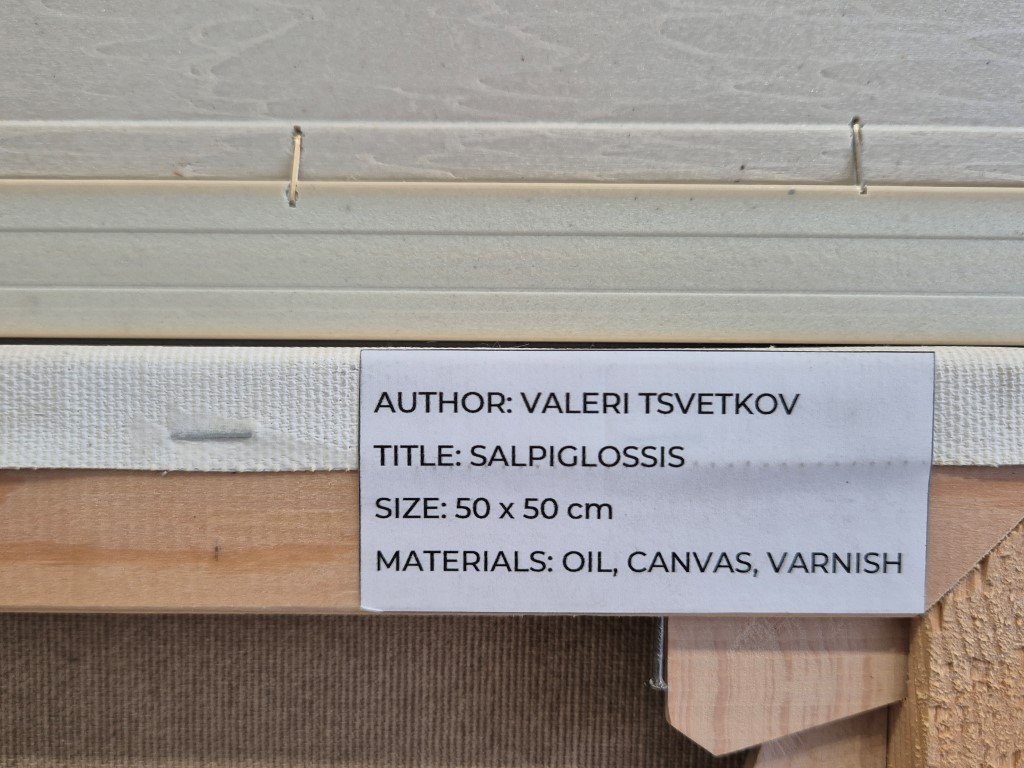 AUTHOR: VALERI TSVETKOV
TITLE: SALPIGLOSSIS
SIZE: 50 x 50 cm
MATERIALS: OIL, CANVAS, VARNISH